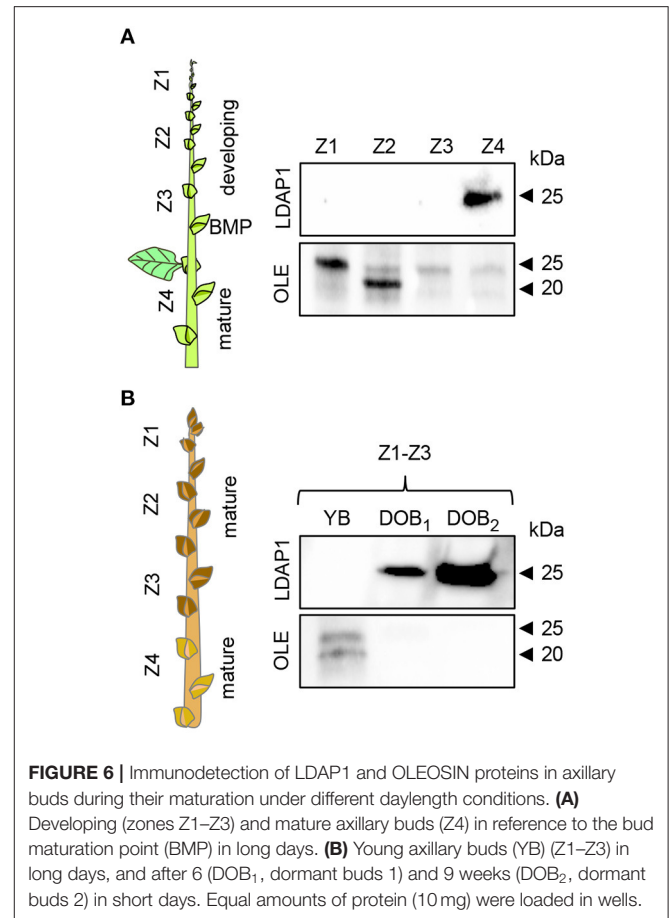 A
Z1
Z2
Z3
Z4
developing
BMP
mature
Z1 Z2 Z3 Z4
kDa
LDAP1
◄ 25
OLE
◄ 25
◄ 20
B
Z1
Z2
Z3
Z4
mature
mature
Z1-Z3
YB DOB₁ DOB₂
kDa
LDAP1
◄ 25
OLE
◄ 25
◄ 20
FIGURE 6 | Immunodetection of LDAP1 and OLEOSIN proteins in axillary
buds during their maturation under different daylength conditions. (A)
Developing (zones Z1–Z3) and mature axillary buds (Z4) in reference to the bud
maturation point (BMP) in long days. (B) Young axillary buds (YB) (Z1–Z3) in
long days, and after 6 (DOB₁, dormant buds 1) and 9 weeks (DOB₂, dormant
buds 2) in short days. Equal amounts of protein (10 mg) were loaded in wells.